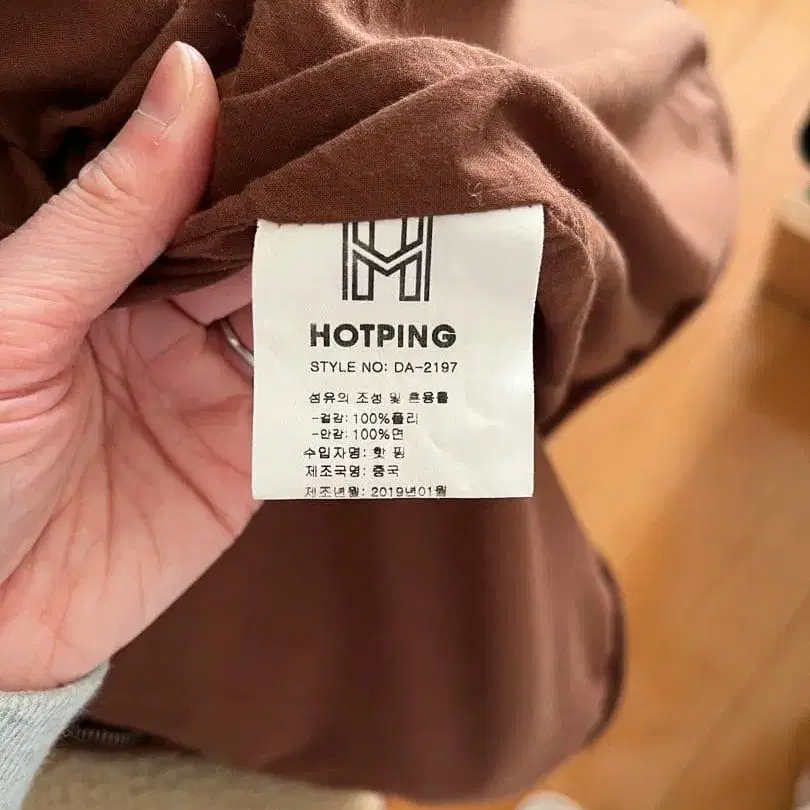 HOTPING
STYLE NO: DA-2197
섬유의 조성 및 혼용률
-겉감: 100%폴리
-안감: 100%면
수입자명: 핫 핑
제조국명: 중국
제조년월: 2019년01월